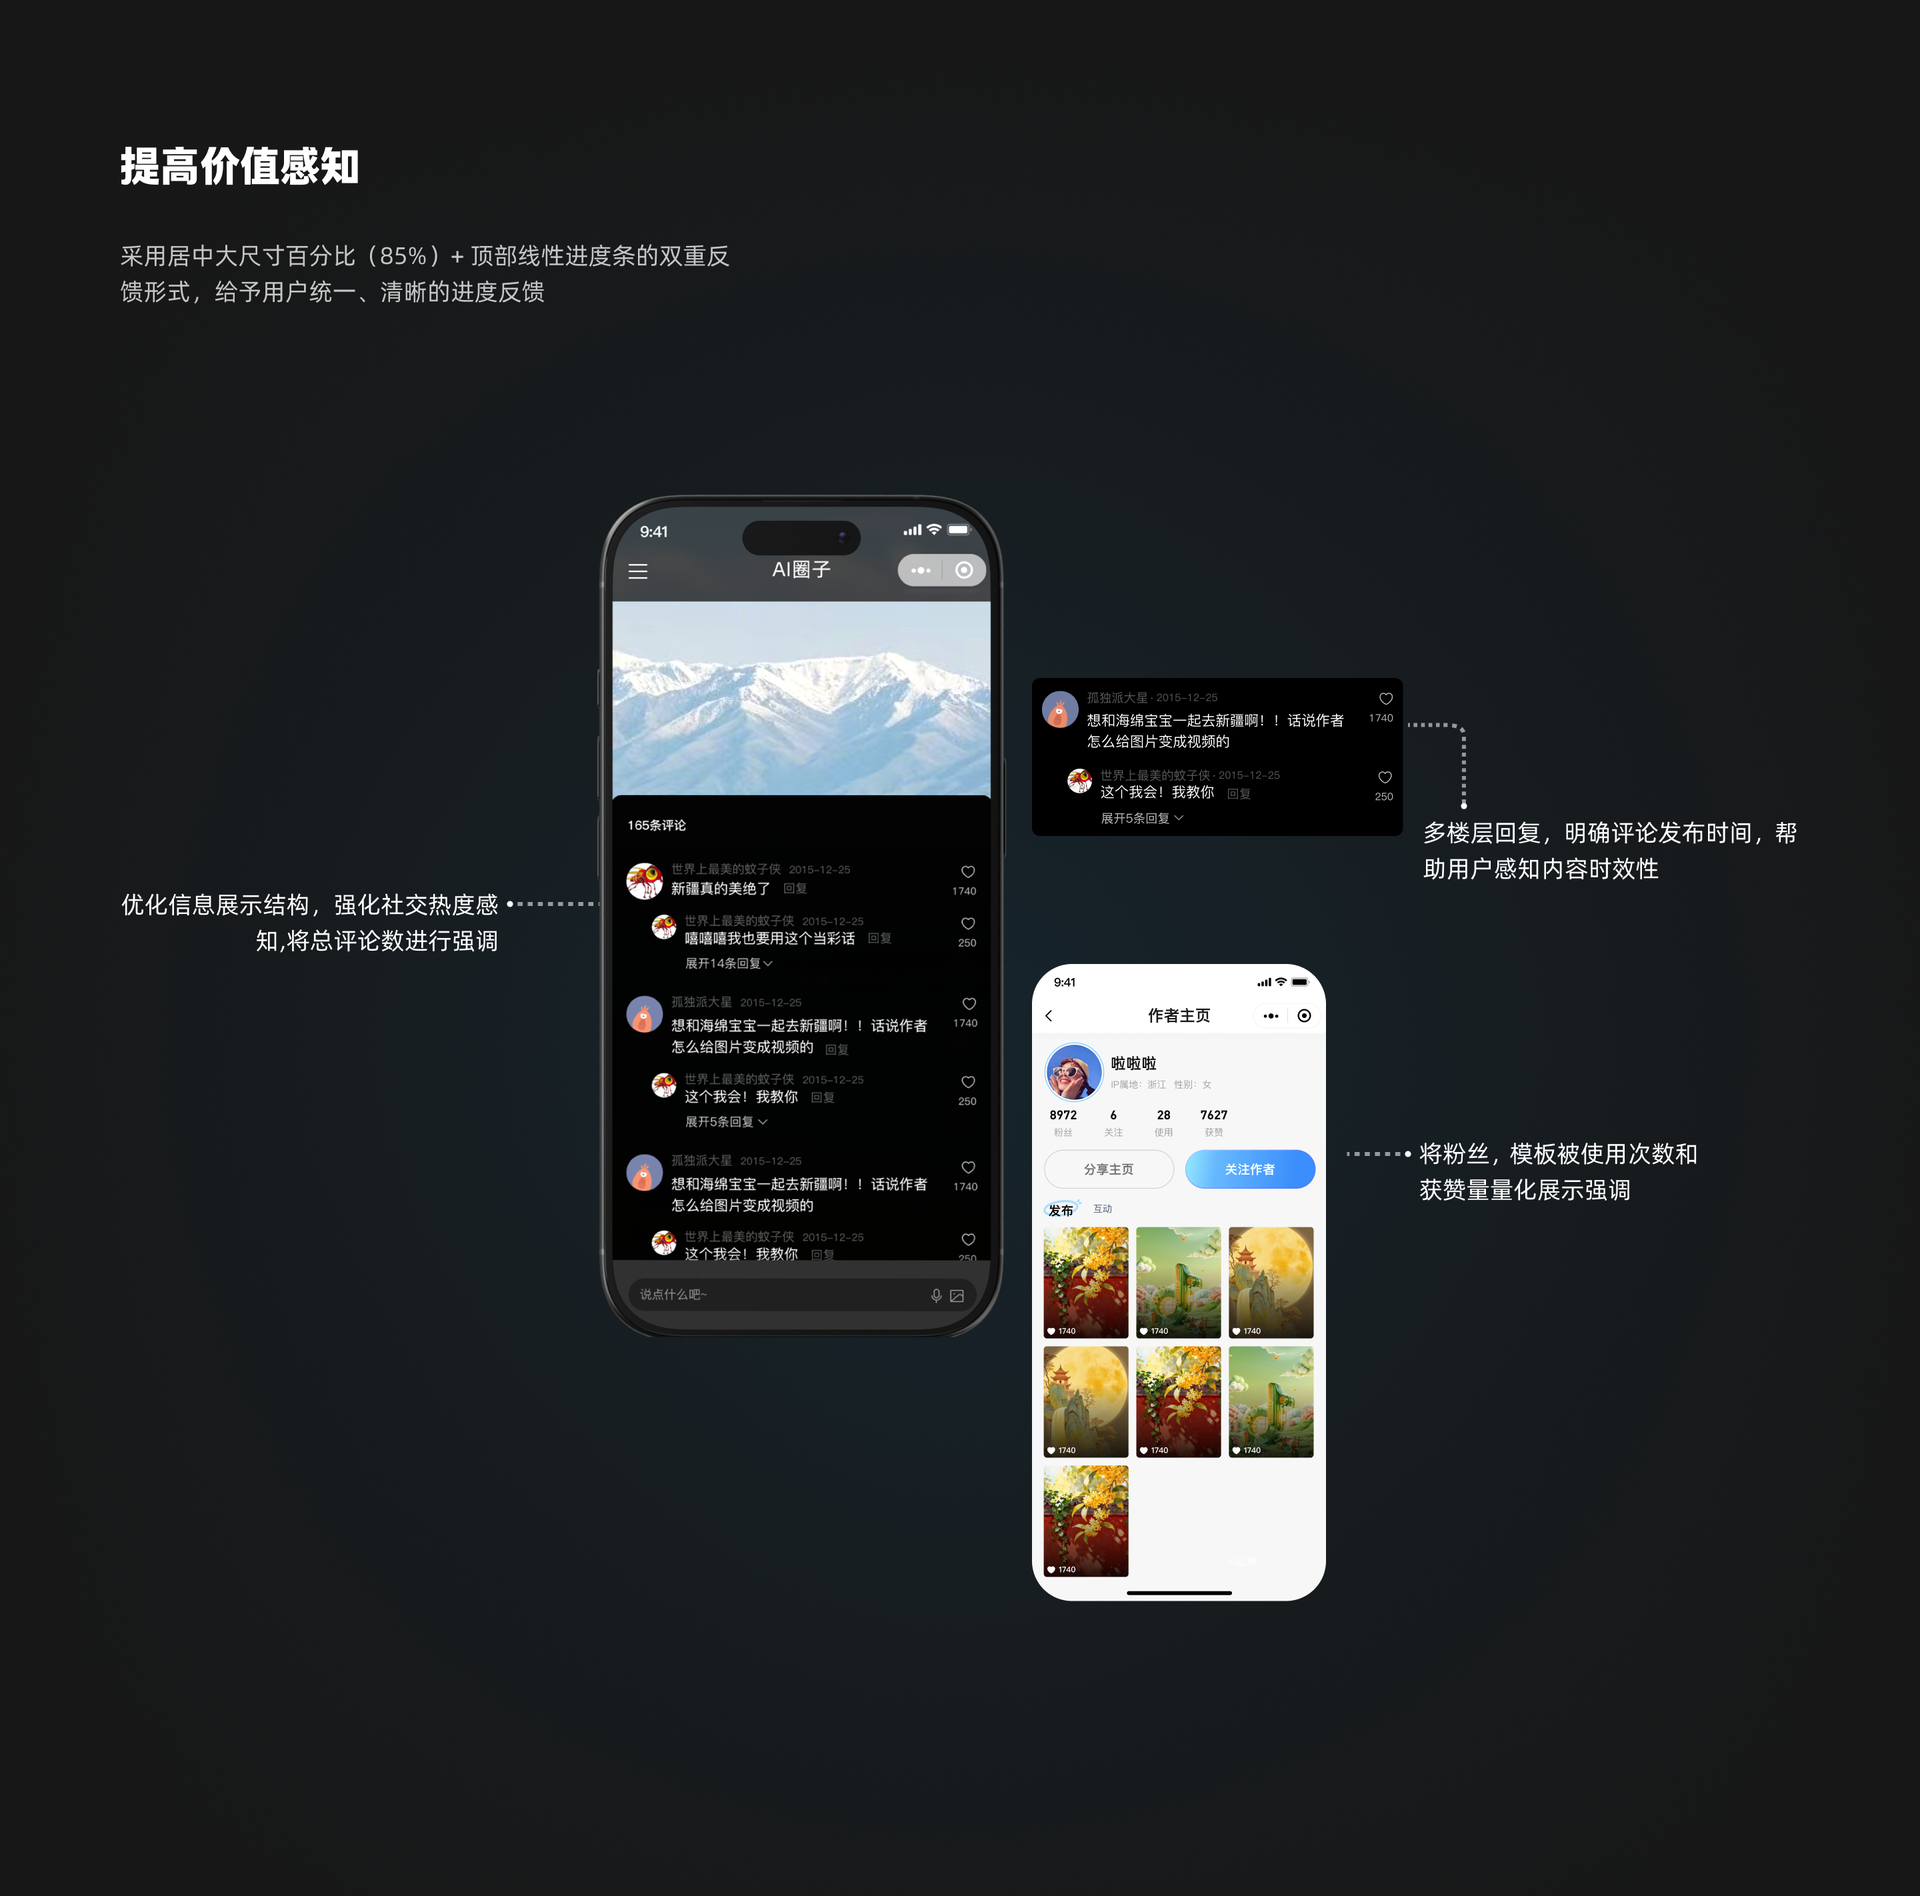 提高价值感知
采用居中大尺寸百分比（85%）+ 顶部线性进度条的双重反
馈形式，给予用户统一、清晰的进度反馈
9:41
AI圈子
165条评论
世界上最美的蚊子侠 2015-12-25
新疆真的美绝了 回复
1740
世界上最美的蚊子侠 2015-12-25
嘻嘻嘻我也要用这个当彩话 回复
250
展开14条回复
孤独派大星 2015-12-25
想和海绵宝宝一起去新疆啊！！话说作者
怎么给图片变成视频的 回复
1740
世界上最美的蚊子侠 2015-12-25
这个我会！我教你 回复
250
展开5条回复
孤独派大星 2015-12-25
想和海绵宝宝一起去新疆啊！！话说作者
怎么给图片变成视频的
1740
世界上最美的蚊子侠 2015-12-25
这个我会！我教你 回复
250
说点什么吧~
优化信息展示结构，强化社交热度感
知,将总评论数进行强调
孤独派大星 · 2015-12-25
想和海绵宝宝一起去新疆啊！！话说作者
怎么给图片变成视频的
1740
世界上最美的蚊子侠 · 2015-12-25
这个我会！我教你 回复
250
展开5条回复
多楼层回复，明确评论发布时间，帮
助用户感知内容时效性
9:41
作者主页
啦啦啦
IP属地：浙江 性别：女
8972 6 28 7627
粉丝 关注 使用 获赞
分享主页 关注作者
发布 互动
1740 1740 1740
1740 1740 1740
1740
将粉丝，模板被使用次数和
获赞量量化展示强调